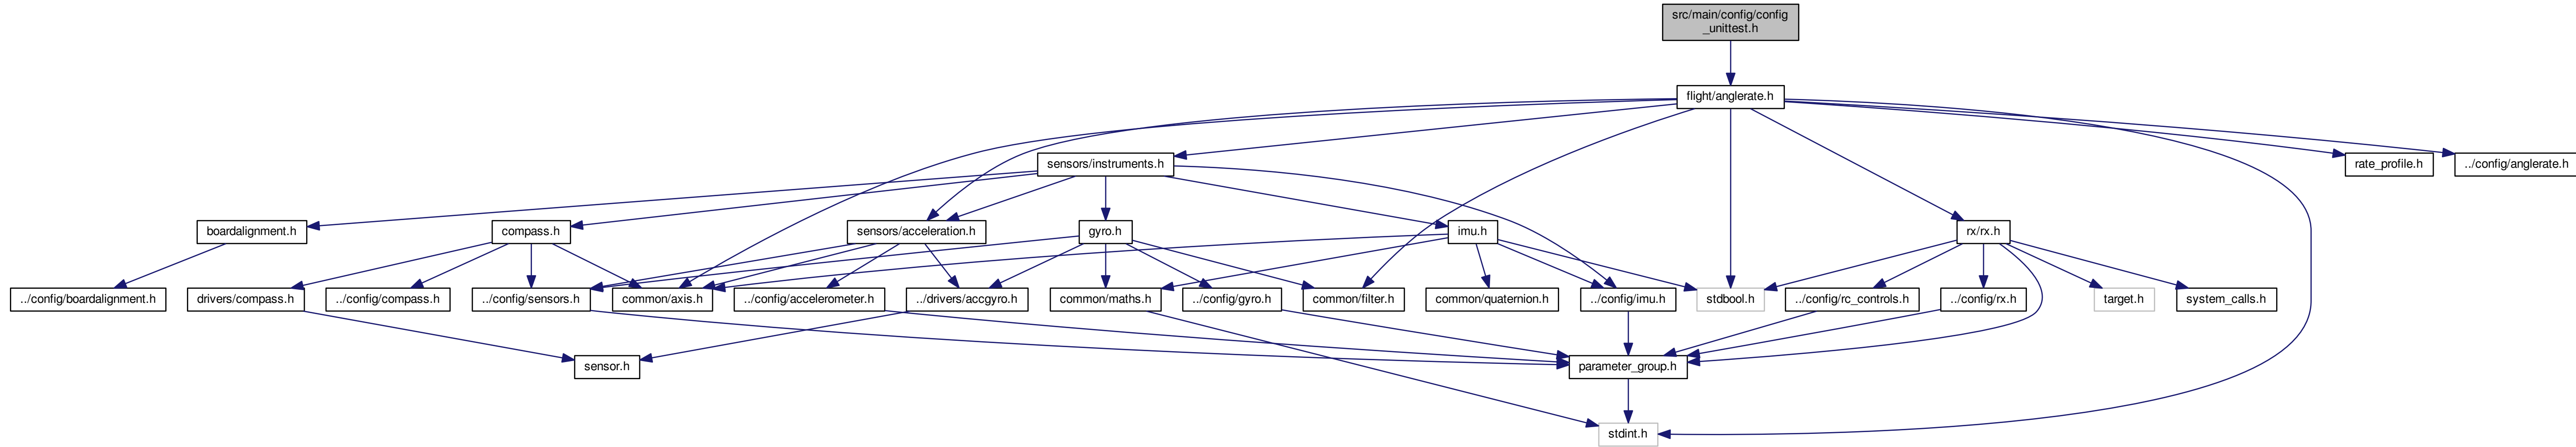 src/main/config/config
_unittest.h
flight/anglerate.h
sensors/instruments.h
rate_profile.h
../config/anglerate.h
boardalignment.h
compass.h
sensors/acceleration.h
gyro.h
imu.h
rx/rx.h
../config/boardalignment.h
drivers/compass.h
../config/compass.h
../config/sensors.h
common/axis.h
../config/accelerometer.h
../drivers/accgyro.h
common/maths.h
../config/gyro.h
common/filter.h
common/quaternion.h
../config/imu.h
stdbool.h
../config/rc_controls.h
../config/rx.h
target.h
system_calls.h
sensor.h
parameter_group.h
stdint.h